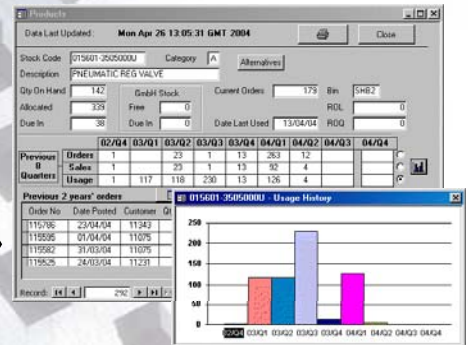 Products
Data Last Updated: Mon Apr 26 13:05:31 GMT 2004 Close
Stock Code 015601-3505000U Category A Alternatives
Description PNEUMATIC REG VALVE
Qty On Hand 142 GmbH Stock Current Orders 179 Bin SHB2
Allocated 339 Free 0 ROL 0
Due In 38 Due In 0 Date Last Used 13/04/04 ROQ 0
02/Q4 03/Q1 03/Q2 03/Q3 03/Q4 04/Q1 04/Q2 04/Q3 04/Q4
Previous 8 Quarters
Orders 1 23 1 13 263 12
Sales 1 23 1 13 92 4
Usage 1 117 118 230 13 126 4
Previous 2 years' orders
Order No Date Posted Customer
115786 23/04/04 11343
115595 01/04/04 11075
115582 31/03/04 11075
115525 24/03/04 11231
Record: 292
015601-3505000U - Usage History
250
200
150
100
50
0
02/Q4 03/Q1 03/Q2 03/Q3 03/Q4 04/Q1 04/Q2 04/Q3 04/Q4